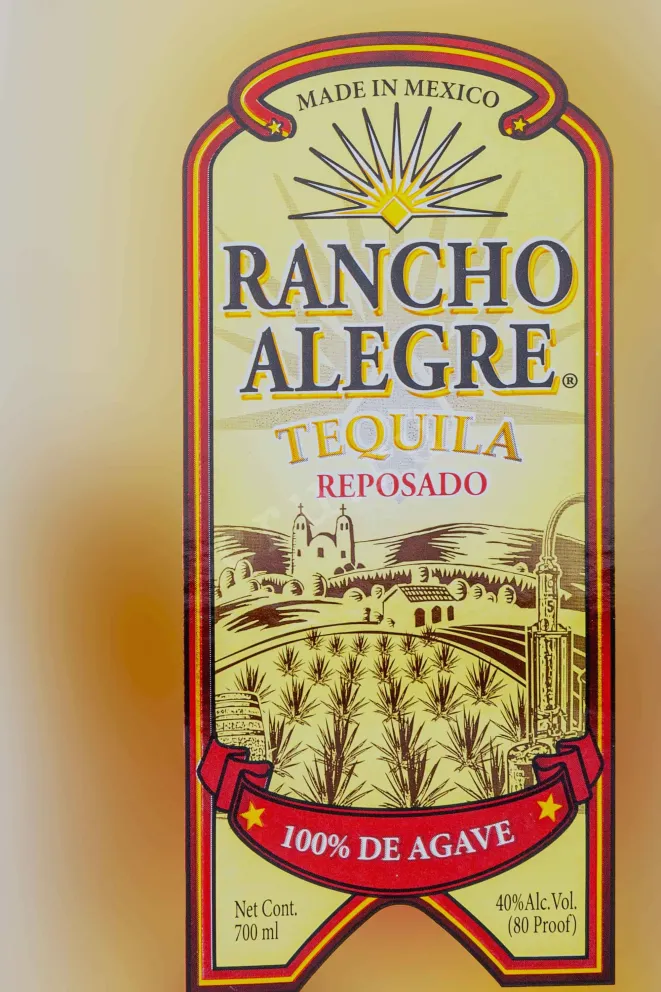 MADE IN MEXICO
RANCHO
ALEGRE®
TEQUILA
REPOSADO
100% DE AGAVE
Net Cont.
700 ml
40%Alc.Vol.
(80 Proof)